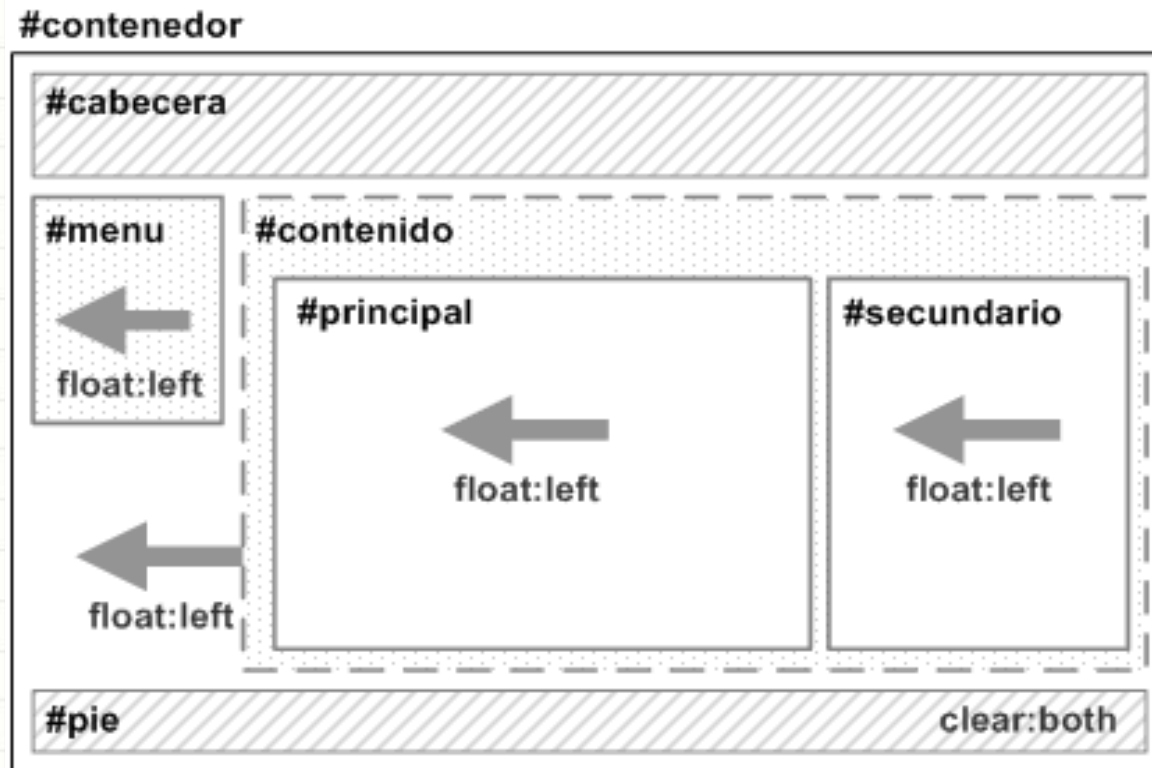 #contenedor
#cabecera
#menu
float:left
float:left
#contenido
#principal
float:left
#secundario
float:left
#pie
clear:both